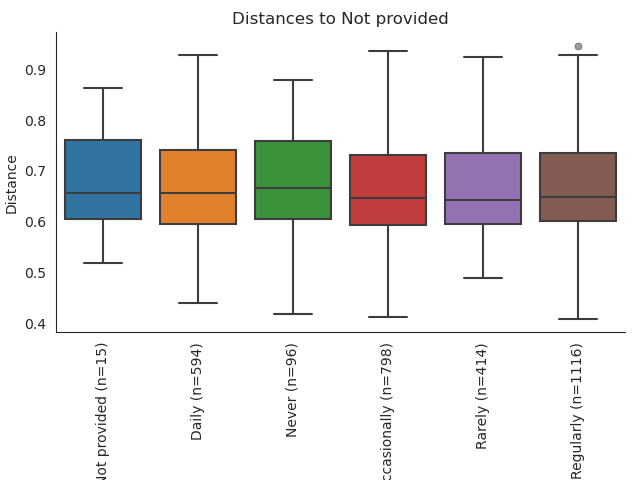 Distances to Not provided
Distance
0.9
0.8
0.7
0.6
0.5
0.4
Not provided (n=15)
Daily (n=594)
Never (n=96)
ccasionally (n=798)
Rarely (n=414)
Regularly (n=1116)